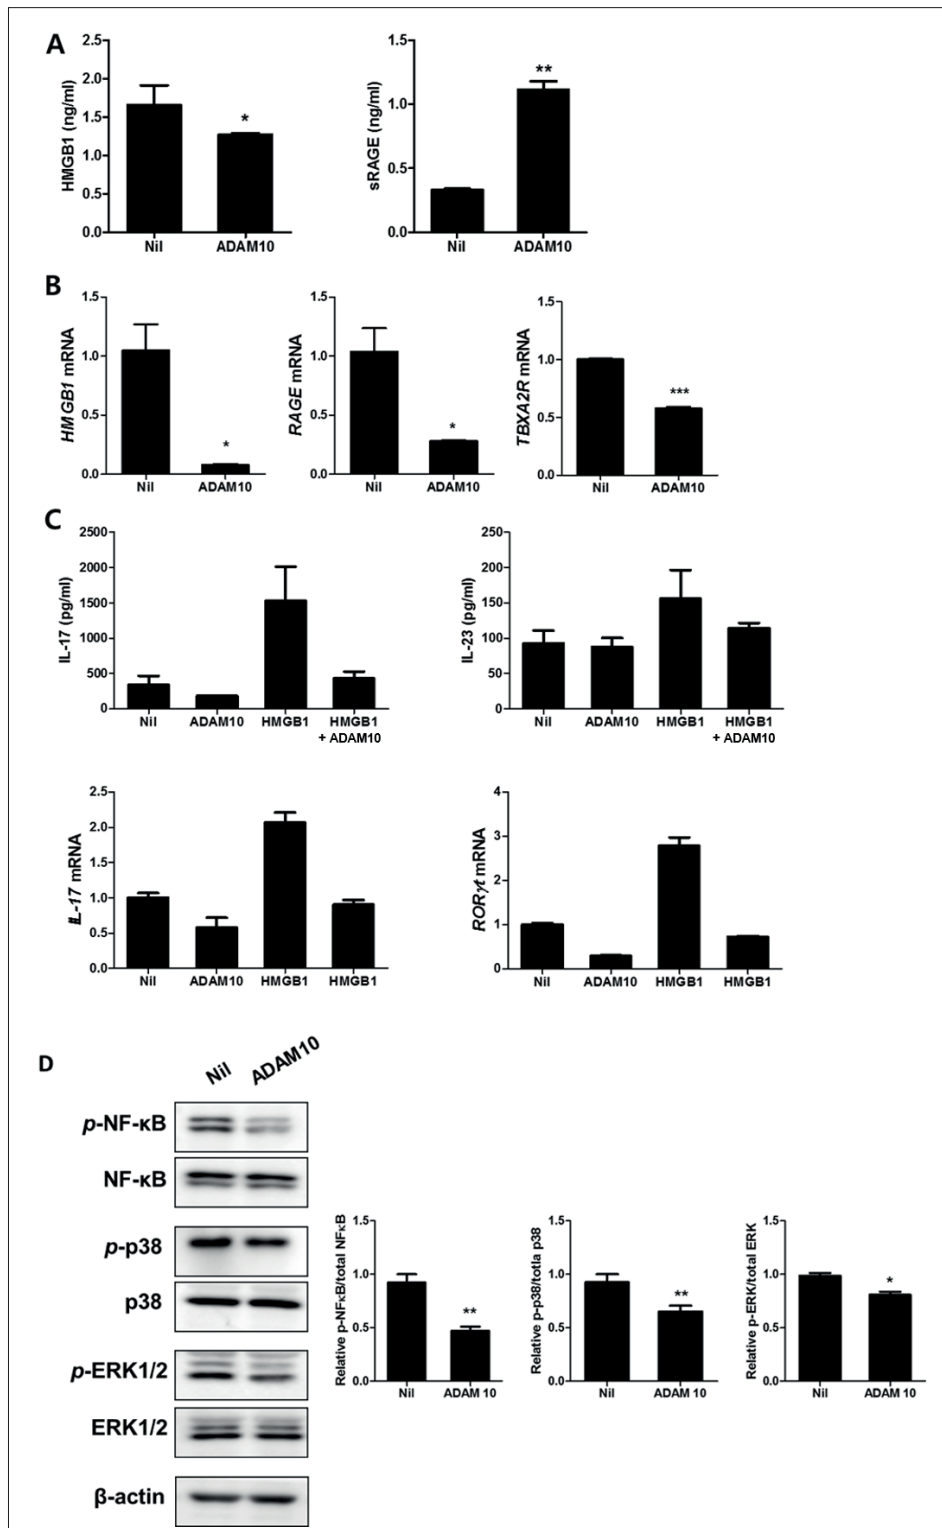 A
HMGB1 (ng/ml)
2.5
2.0
1.5
1.0
0.5
0.0
*
Nil
ADAM10
sRAGE (ng/ml)
1.5
1.0
0.5
0.0
**
Nil
ADAM10
B
HMGB1 mRNA
1.5
1.0
0.5
0.0
*
Nil
ADAM10
RAGE mRNA
1.5
1.0
0.5
0.0
*
Nil
ADAM10
TBXA2R mRNA
1.5
1.0
0.5
0.0
***
Nil
ADAM10
C
IL-17 (pg/ml)
2500
2000
1500
1000
500
0
Nil
ADAM10
HMGB1
HMGB1
+ ADAM10
IL-23 (pg/ml)
250
200
150
100
50
0
Nil
ADAM10
HMGB1
HMGB1
+ ADAM10
IL-17 mRNA
2.5
2.0
1.5
1.0
0.5
0.0
Nil
ADAM10
HMGB1
HMGB1
RORγt mRNA
4
3
2
1
0
Nil
ADAM10
HMGB1
HMGB1
D
Nil
ADAM10
p-NF-κB
NF-κB
p-p38
p38
p-ERK1/2
ERK1/2
β-actin
Relative p-NFκB/total NFκB
1.5
1.0
0.5
0.0
**
Nil
ADAM 10
Relative p-p38/totla p38
1.5
1.0
0.5
0.0
**
Nil
ADAM 10
Relative p-ERK/total ERK
1.5
1.0
0.5
0.0
*
Nil
ADAM 10